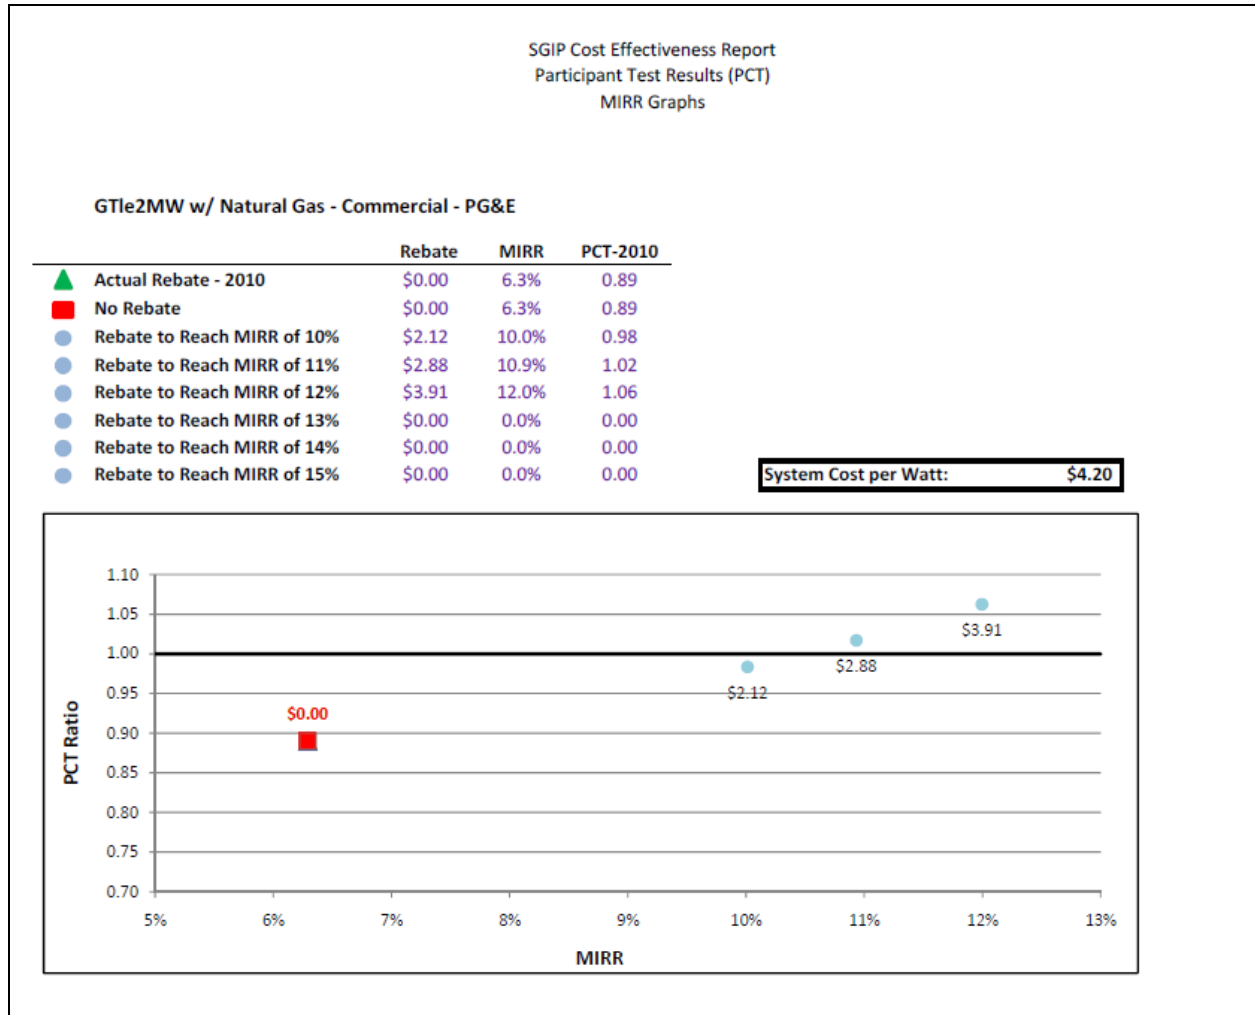 SGIP Cost Effectiveness Report
Participant Test Results (PCT)
MIRR Graphs
GTle2MW w/ Natural Gas - Commercial - PG&E
Rebate MIRR PCT-2010
Actual Rebate - 2010 $0.00 6.3% 0.89
No Rebate $0.00 6.3% 0.89
Rebate to Reach MIRR of 10% $2.12 10.0% 0.98
Rebate to Reach MIRR of 11% $2.88 10.9% 1.02
Rebate to Reach MIRR of 12% $3.91 12.0% 1.06
Rebate to Reach MIRR of 13% $0.00 0.0% 0.00
Rebate to Reach MIRR of 14% $0.00 0.0% 0.00
Rebate to Reach MIRR of 15% $0.00 0.0% 0.00
System Cost per Watt: $4.20
1.10
1.05
1.00
0.95
0.90
0.85
0.80
0.75
0.70
PCT Ratio
$0.00
$2.12
$2.88
$3.91
5% 6% 7% 8% 9% 10% 11% 12% 13%
MIRR